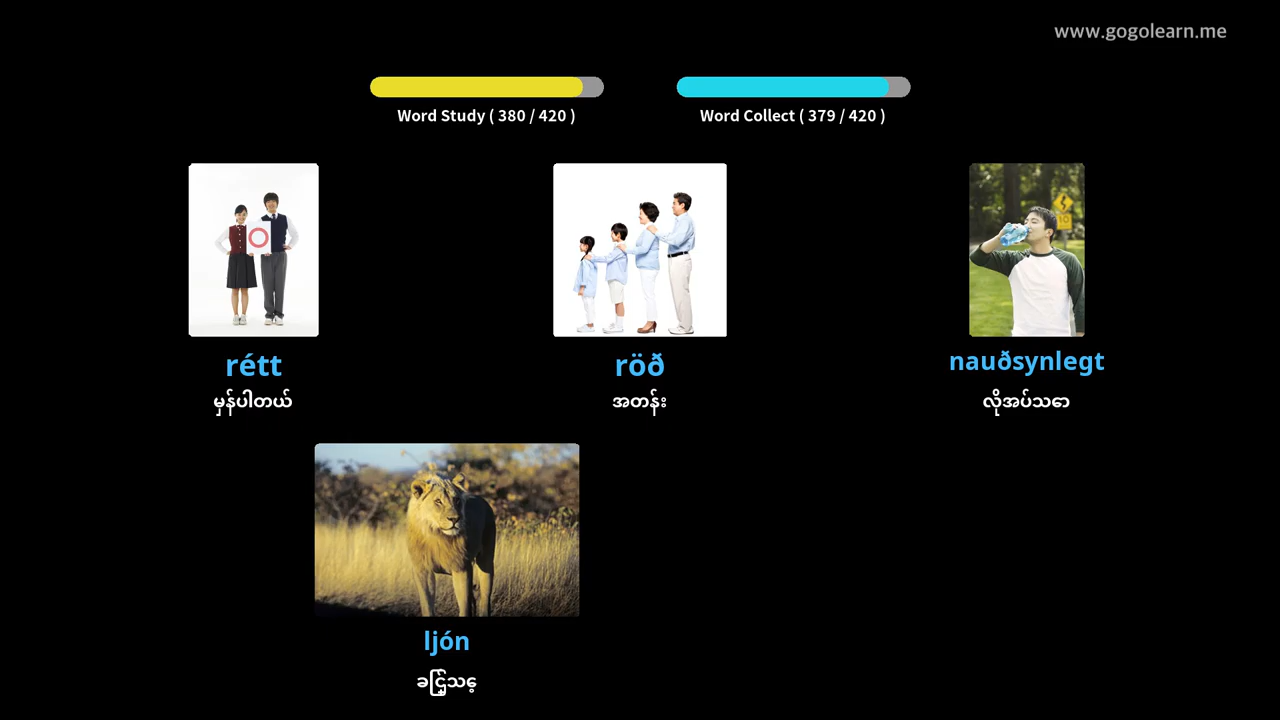 www.gogolearn.me
Word Study ( 380 / 420 )
Word Collect ( 379 / 420 )
rétt
röð
nauðsynlegt
မှန်ပါတယ်
အတန်း
လိုအပ်သော
ljón
ခြင်္သေ့